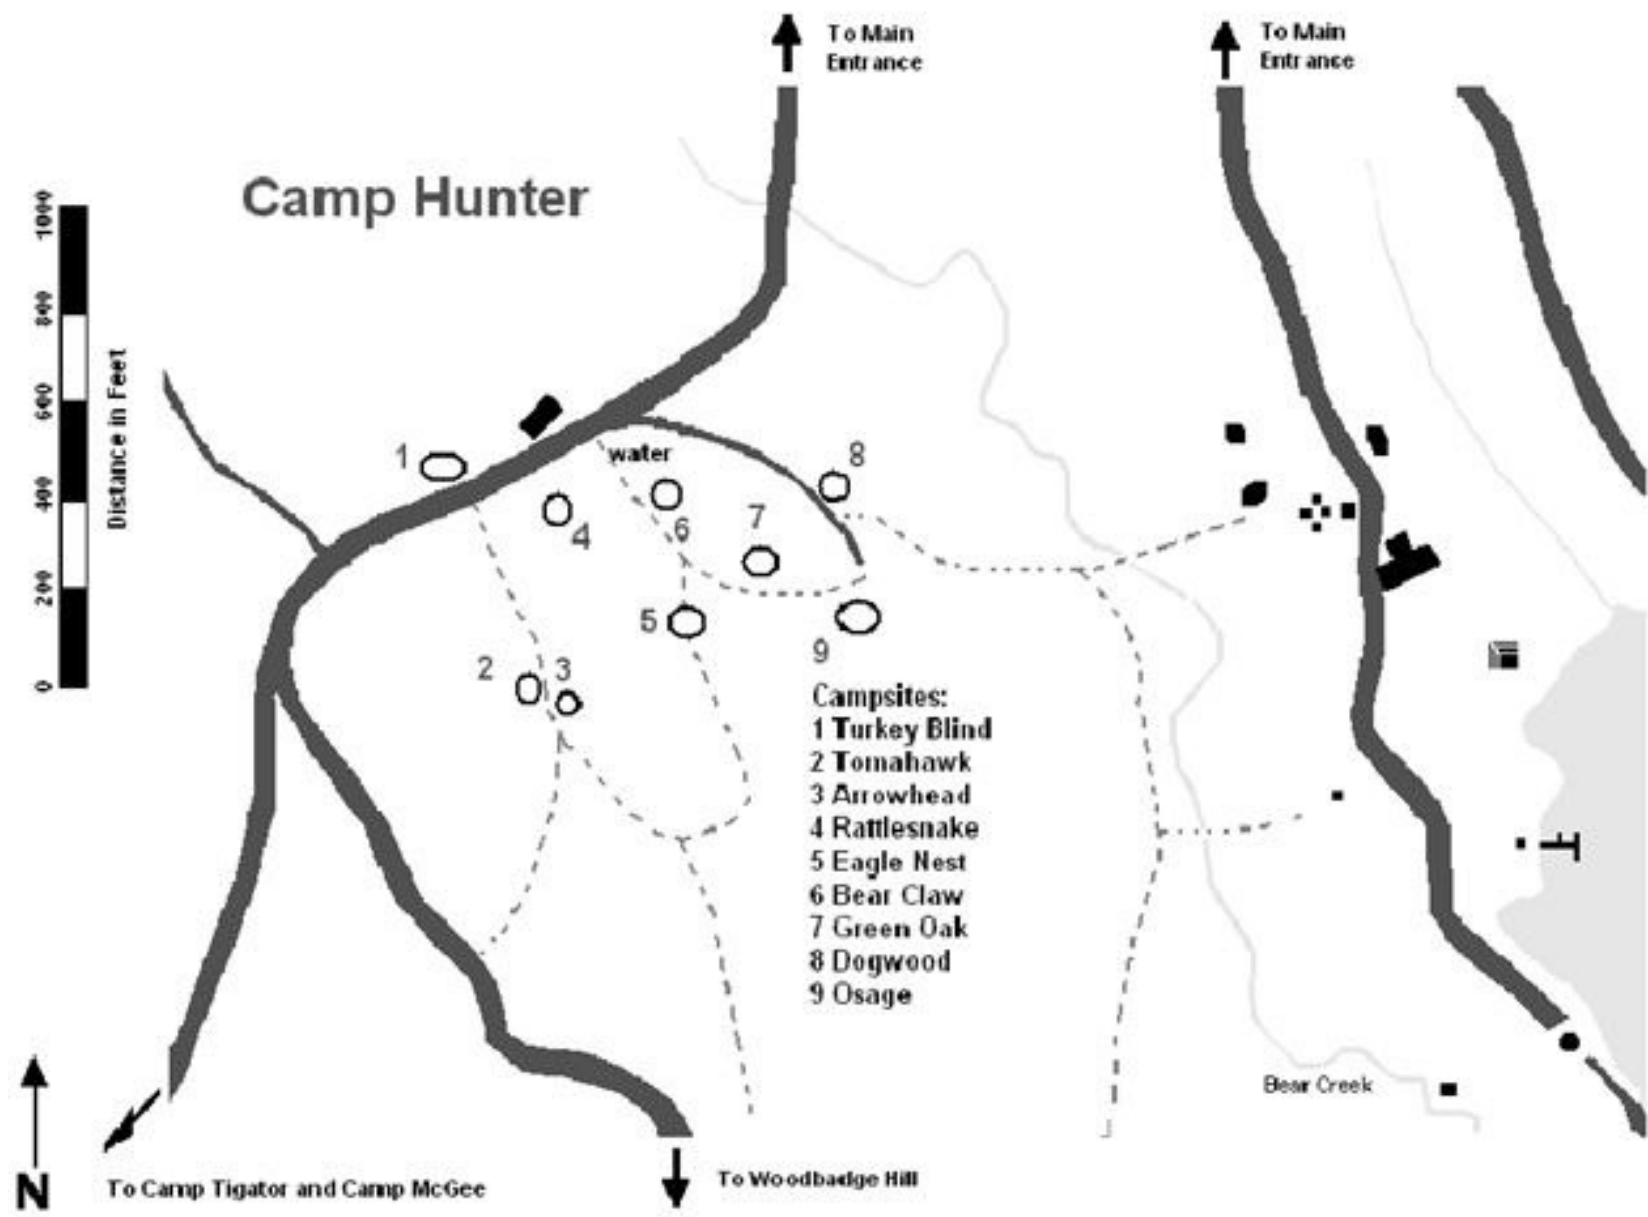 To Main
Entrance
To Main
Entrance
Camp Hunter
1000
800
600
400
200
0
Distance in Feet
1
water
8
4
6
7
5
9
2
3
Campsites:
1 Turkey Blind
2 Tomahawk
3 Arrowhead
4 Rattlesnake
5 Eagle Nest
6 Bear Claw
7 Green Oak
8 Dogwood
9 Osage
Bear Creek
N
To Camp Tigator and Camp McGee
To Woodbadge Hill